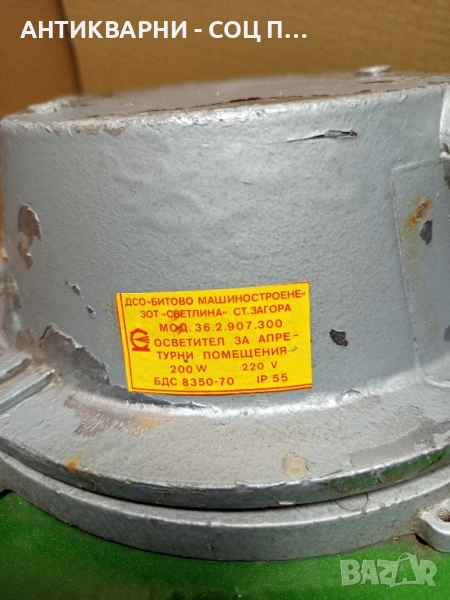 АНТИКВАРНИ - СОЦ П...
ДСО-БИТОВО МАШИНОСТРОЕНЕ"
ЗОТ "СВЕТЛИНА" СТ. ЗАГОРА
МОД. 36.2.907.300
ОСВЕТИТЕЛ ЗА АПРЕ-
ТУРНИ ПОМЕЩЕНИЯ
200 W 220 V
БДС 8350-70 IP 55
BAZAR